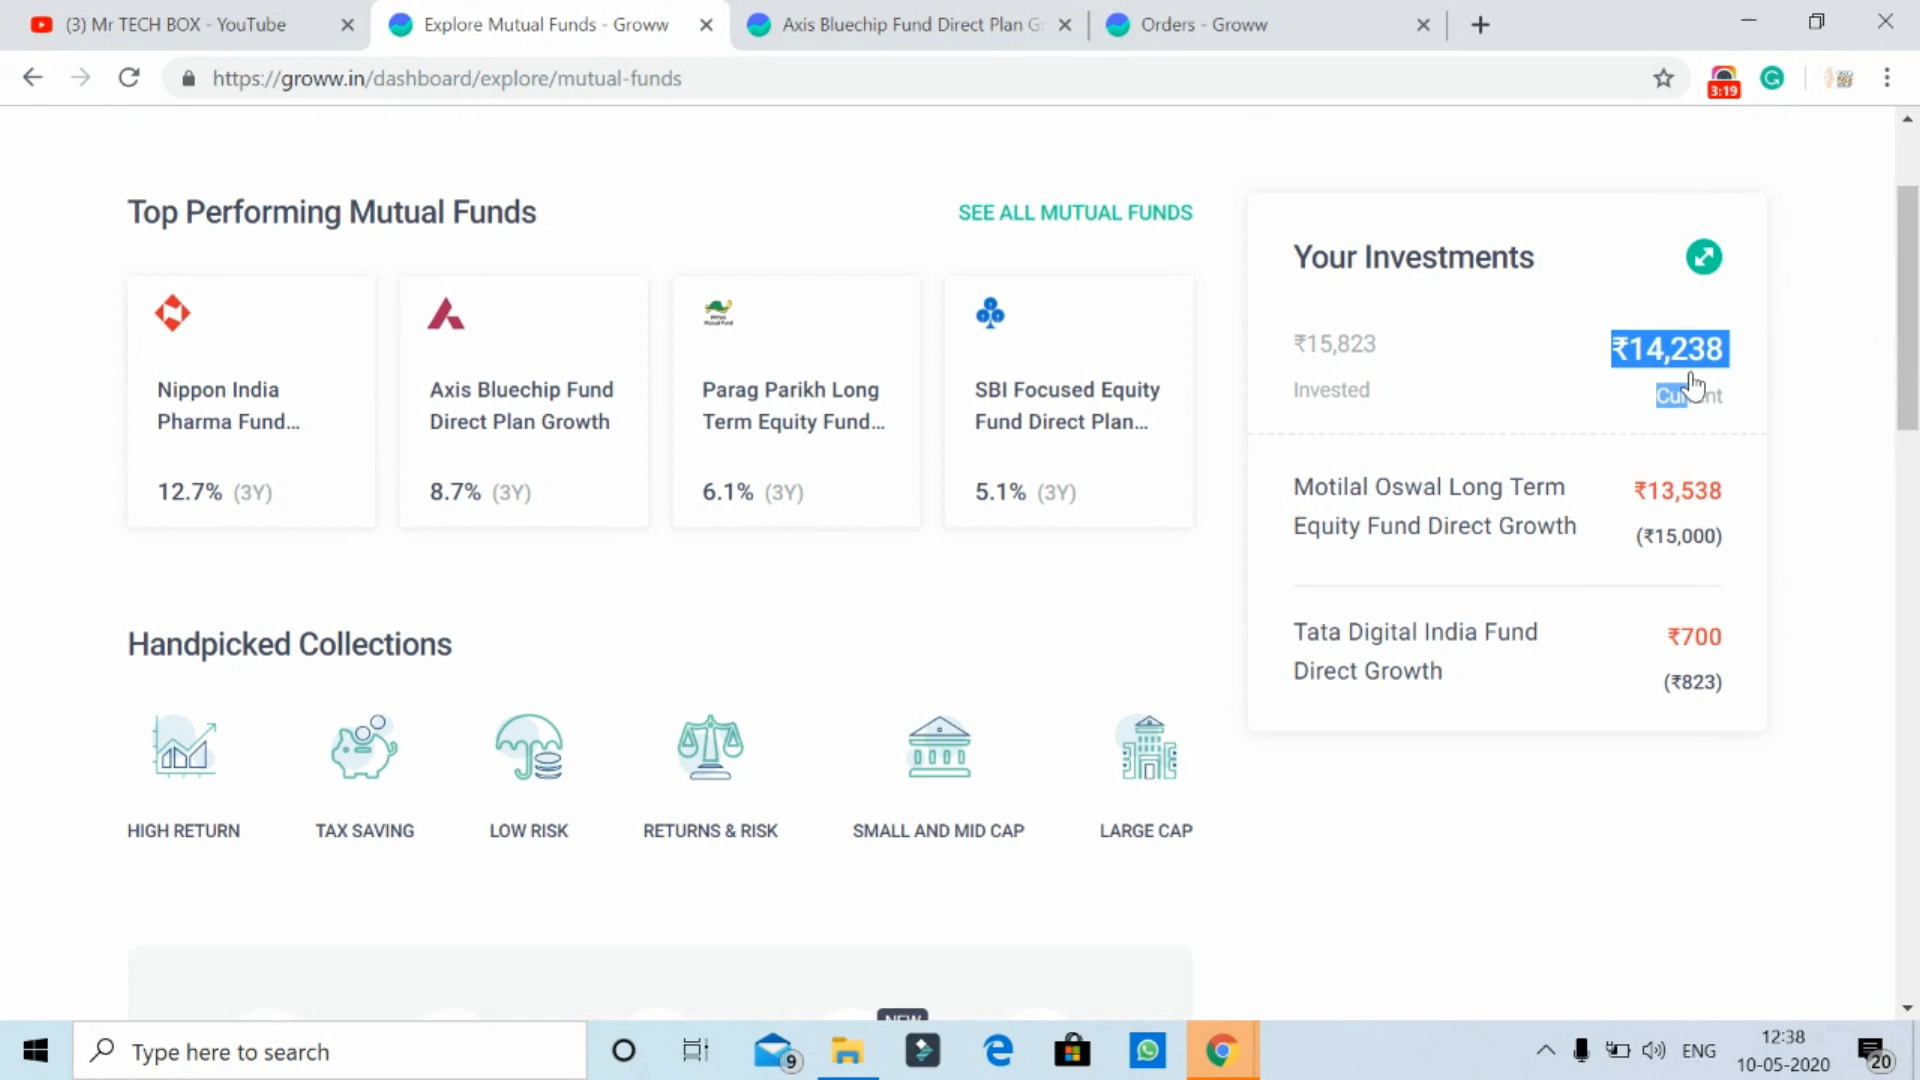 (3) Mr TECH BOX - YouTube
Explore Mutual Funds - Groww
Axis Bluechip Fund Direct Plan G
Orders - Groww
https://groww.in/dashboard/explore/mutual-funds
3:19
Top Performing Mutual Funds
SEE ALL MUTUAL FUNDS
Nippon India
Pharma Fund...
12.7% (3Y)
Axis Bluechip Fund
Direct Plan Growth
8.7% (3Y)
Parag Parikh Long
Term Equity Fund...
6.1% (3Y)
SBI Focused Equity
Fund Direct Plan...
5.1% (3Y)
Your Investments
₹15,823
Invested
₹14,238
Current
Motilal Oswal Long Term
Equity Fund Direct Growth
₹13,538
(₹15,000)
Tata Digital India Fund
Direct Growth
₹700
(₹823)
Handpicked Collections
HIGH RETURN
TAX SAVING
LOW RISK
RETURNS & RISK
SMALL AND MID CAP
LARGE CAP
NEW
Type here to search
9
ENG
12:38
10-05-2020
20